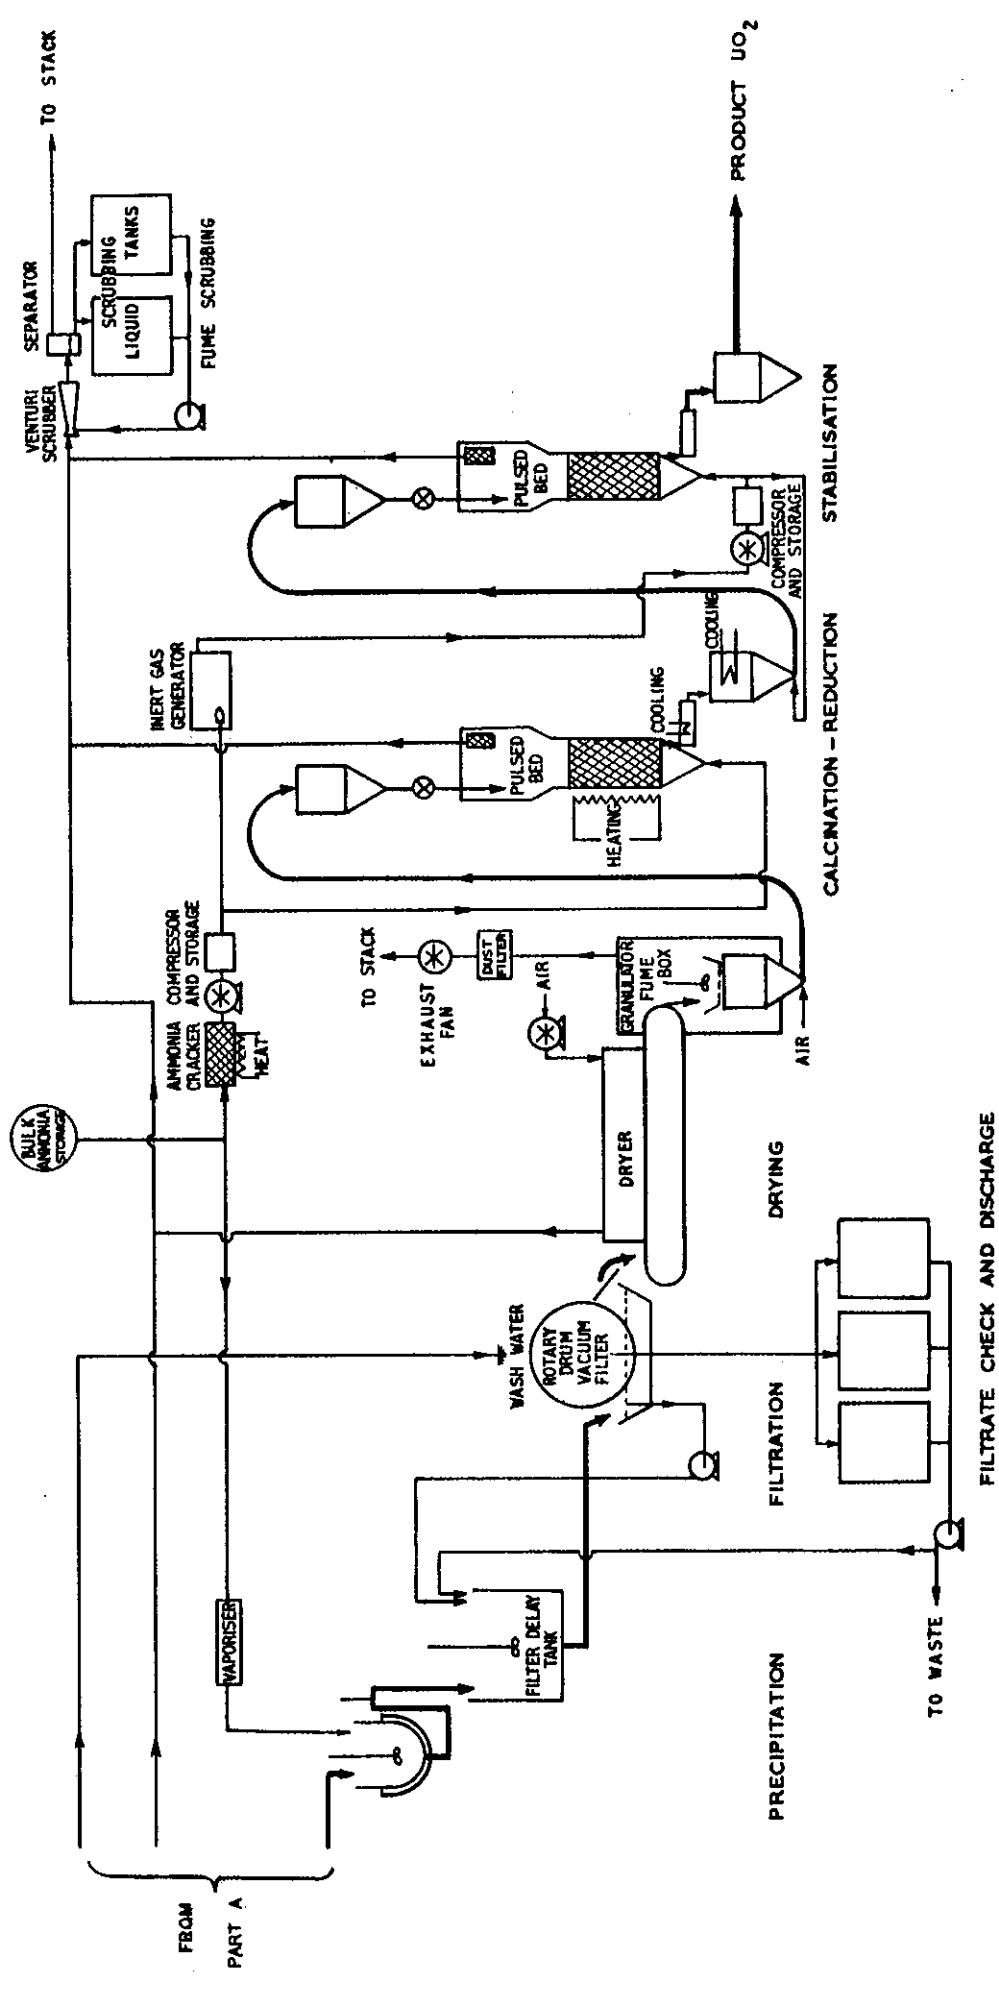 FROM
PART A
BULK
AMMONIA
STORAGE
VAPORISER
AMMONIA
CRACKER
HEAT
COMPRESSOR
AND STORAGE
INERT GAS
GENERATOR
VENTURI
SCRUBBER
SEPARATOR
TO STACK
SCRUBBING
LIQUID TANKS
FUME SCRUBBING
WASH WATER
ROTARY
DRUM
VACUUM
FILTER
FILTER DELAY
TANK
DRYER
AIR
EXHAUST
FAN
TO STACK
DUST
FILTER
GRANULATOR
FUME
BOX
AIR
HEATING
PULSED
BED
COOLING
COOLING
PULSED
BED
COMPRESSOR
AND STORAGE
PRODUCT UO2
PRECIPITATION
FILTRATION
DRYING
CALCINATION – REDUCTION
STABILISATION
TO WASTE
FILTRATE CHECK AND DISCHARGE